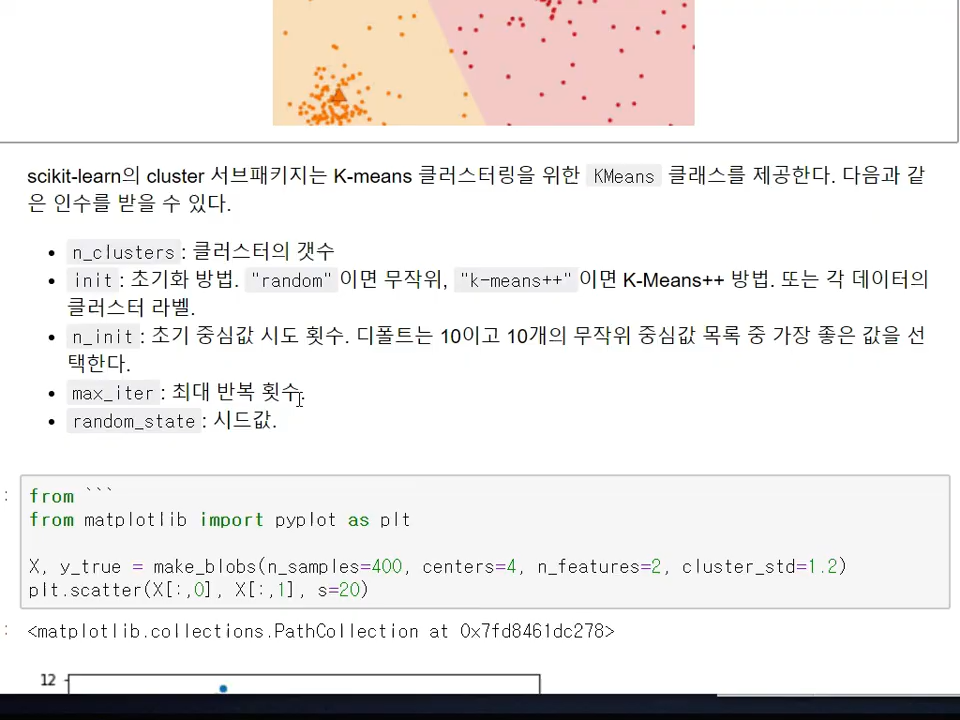 scikit-learn의 cluster 서브패키지는 K-means 클러스터링을 위한 KMeans 클래스를 제공한다. 다음과 같
은 인수를 받을 수 있다.
• n_clusters : 클러스터의 갯수
• init : 초기화 방법. "random" 이면 무작위, "k-means++" 이면 K-Means++ 방법. 또는 각 데이터의
클러스터 라벨.
• n_init : 초기 중심값 시도 횟수. 디폴트는 10이고 10개의 무작위 중심값 목록 중 가장 좋은 값을 선
택한다.
• max_iter : 최대 반복 횟수.
• random_state : 시드값.
from ```
from matplotlib import pyplot as plt
X, y_true = make_blobs(n_samples=400, centers=4, n_features=2, cluster_std=1.2)
plt.scatter(X[:,0], X[:,1], s=20)
<matplotlib.collections.PathCollection at 0x7fd8461dc278>
12